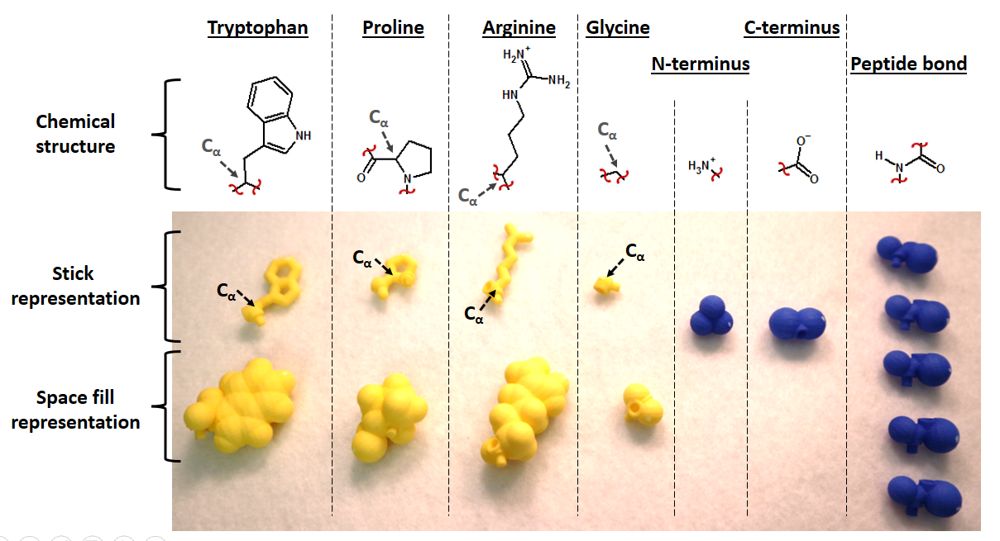 Tryptophan
Proline
Arginine
Glycine
C-terminus
N-terminus
Peptide bond
Chemical
structure
Cα
NH
Cα
O
N
H₂N⁺
NH₂
HN
Cα
Cα
H₃N⁺
O⁻
O
H
N
O
Stick
representation
Cα
Cα
Cα
Cα
Space fill
representation